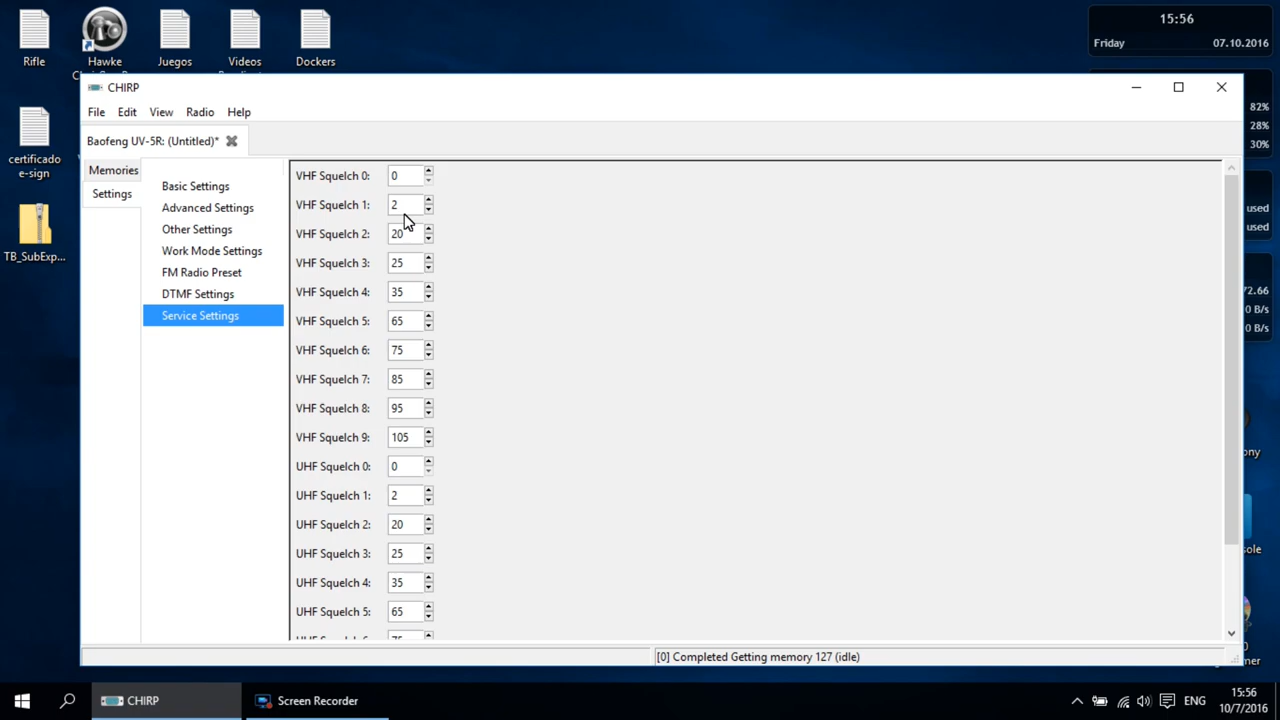 Rifle
Hawke
Juegos
Videos
Dockers
15:56
Friday 07.10.2016
CHIRP
File Edit View Radio Help
82%
28%
30%
certificado
e-sign
Baofeng UV-5R: (Untitled)*
Memories
Settings
Basic Settings
Advanced Settings
Other Settings
Work Mode Settings
FM Radio Preset
DTMF Settings
Service Settings
VHF Squelch 0: 0
VHF Squelch 1: 2
VHF Squelch 2: 20
VHF Squelch 3: 25
VHF Squelch 4: 35
VHF Squelch 5: 65
VHF Squelch 6: 75
VHF Squelch 7: 85
VHF Squelch 8: 95
VHF Squelch 9: 105
UHF Squelch 0: 0
UHF Squelch 1: 2
UHF Squelch 2: 20
UHF Squelch 3: 25
UHF Squelch 4: 35
UHF Squelch 5: 65
TB_SubExp...
used
used
72.66
0 B/s
0 B/s
[0] Completed Getting memory 127 (idle)
CHIRP
Screen Recorder
ENG
15:56
10/7/2016